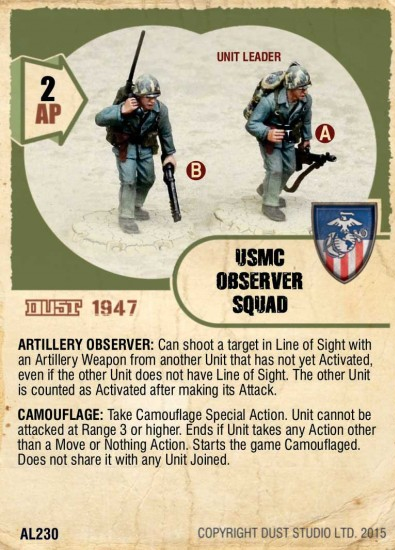 2
AP
UNIT LEADER
B
A
USMC
OBSERVER
SQUAD
DUST 1947
ARTILLERY OBSERVER: Can shoot a target in Line of Sight with
an Artillery Weapon from another Unit that has not yet Activated,
even if the other Unit does not have Line of Sight. The other Unit
is counted as Activated after making its Attack.
CAMOUFLAGE: Take Camouflage Special Action. Unit cannot be
attacked at Range 3 or higher. Ends if Unit takes any Action other
than a Move or Nothing Action. Starts the game Camouflaged.
Does not share it with any Unit Joined.
AL230
COPYRIGHT DUST STUDIO LTD. 2015